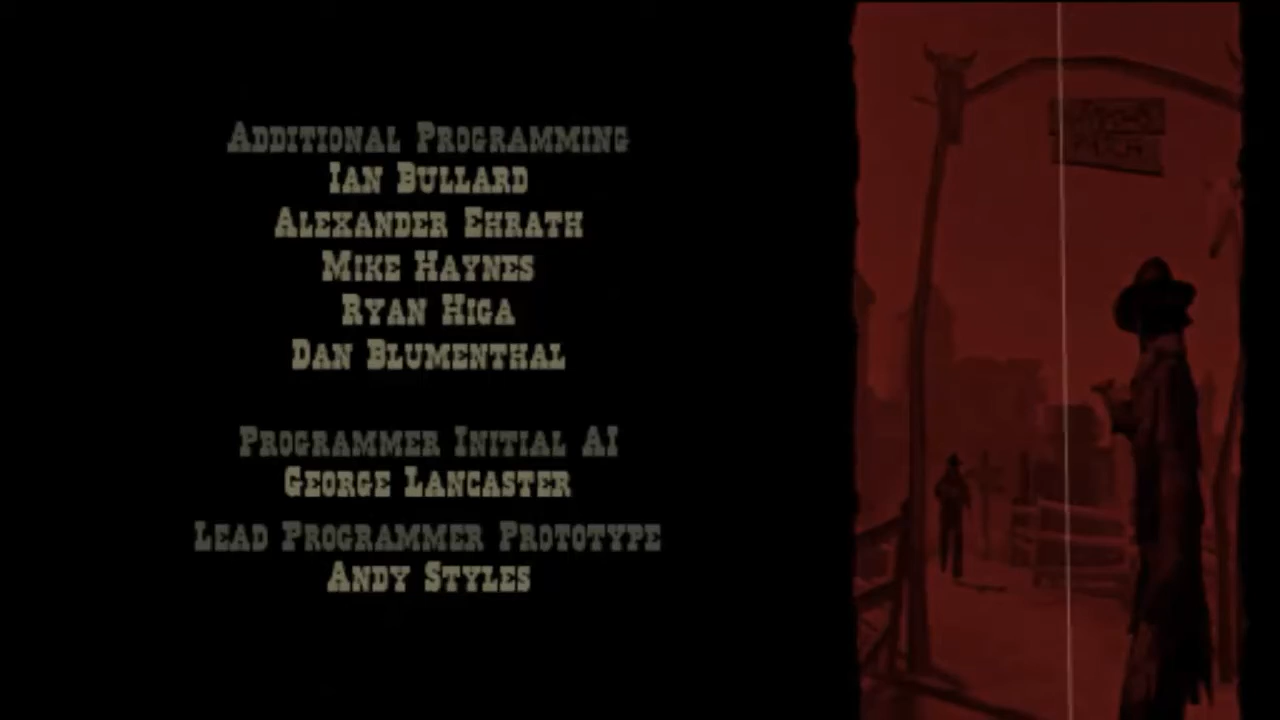 Additional Programming
Ian Bullard
Alexander Ehrath
Mike Haynes
Ryan Higa
Dan Blumenthal
Programmer Initial AI
George Lancaster
Lead Programmer Prototype
Andy Styles